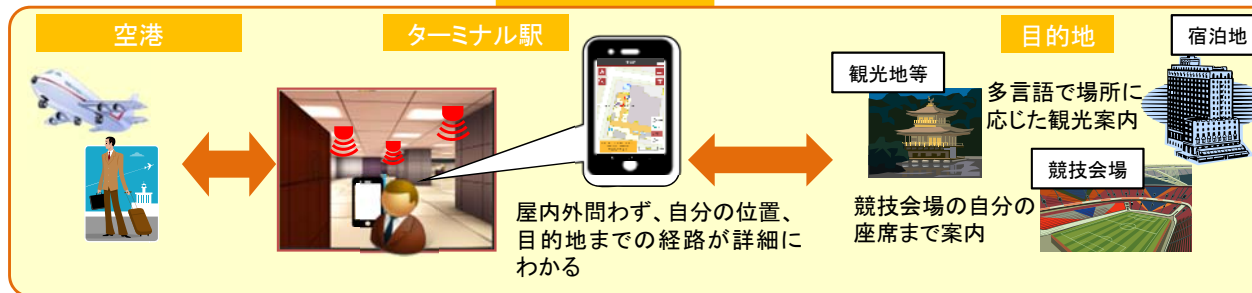 空港
ターミナル駅
目的地
宿泊地
観光地等
多言語で場所に
応じた観光案内
競技会場
屋内外問わず、自分の位置、
目的地までの経路が詳細に
わかる
競技会場の自分の
座席まで案内